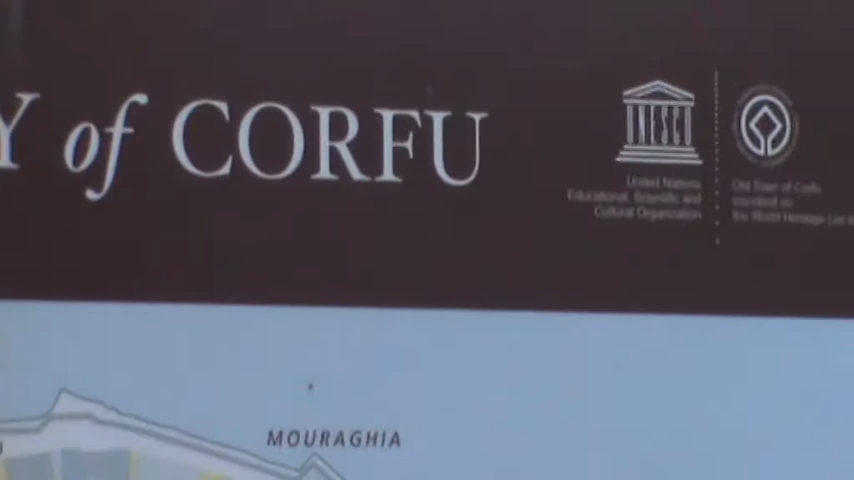 Y of CORFU
UNESCO
United Nations
Educational, Scientific and
Cultural Organization
Old Town of Corfu
inscribed on
the World Heritage List
MOURAGHIA